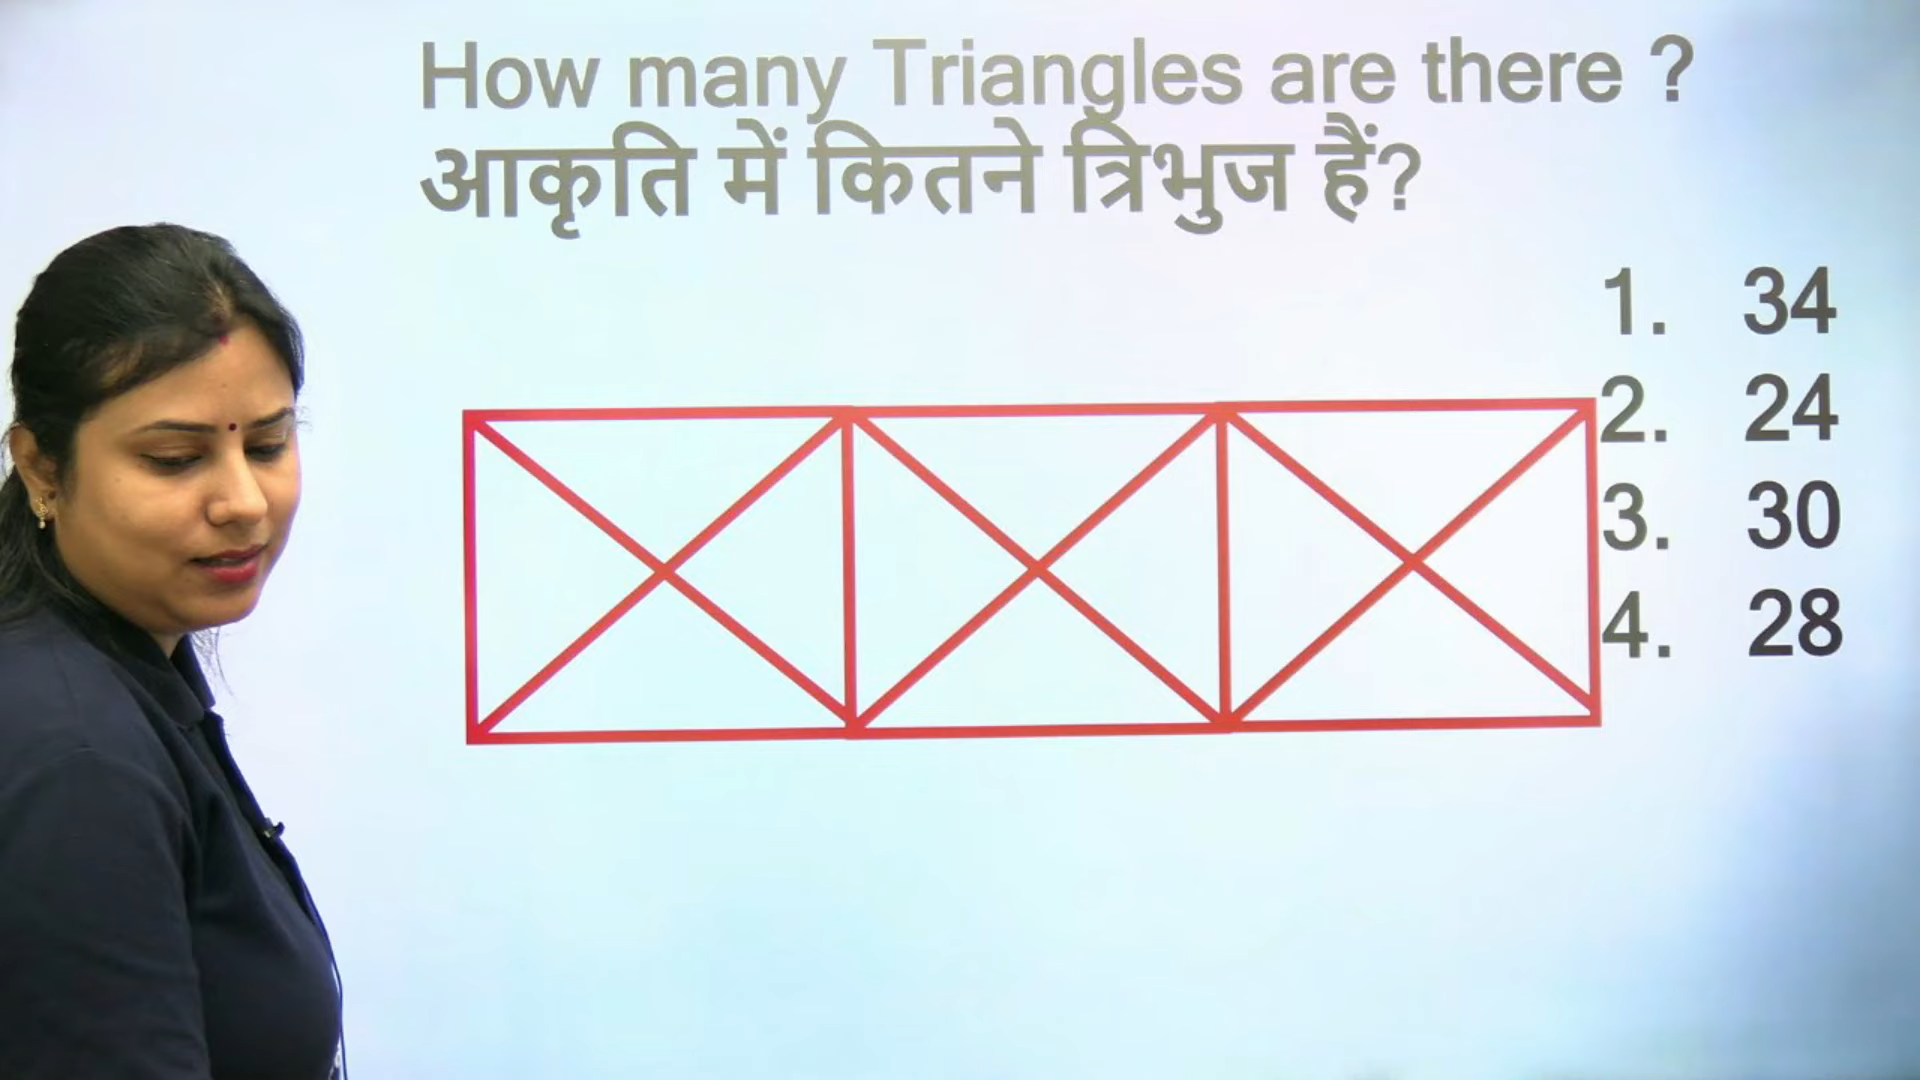 How many Triangles are there ?
आकृति में कितने त्रिभुज हैं?
1. 34
2. 24
3. 30
4. 28